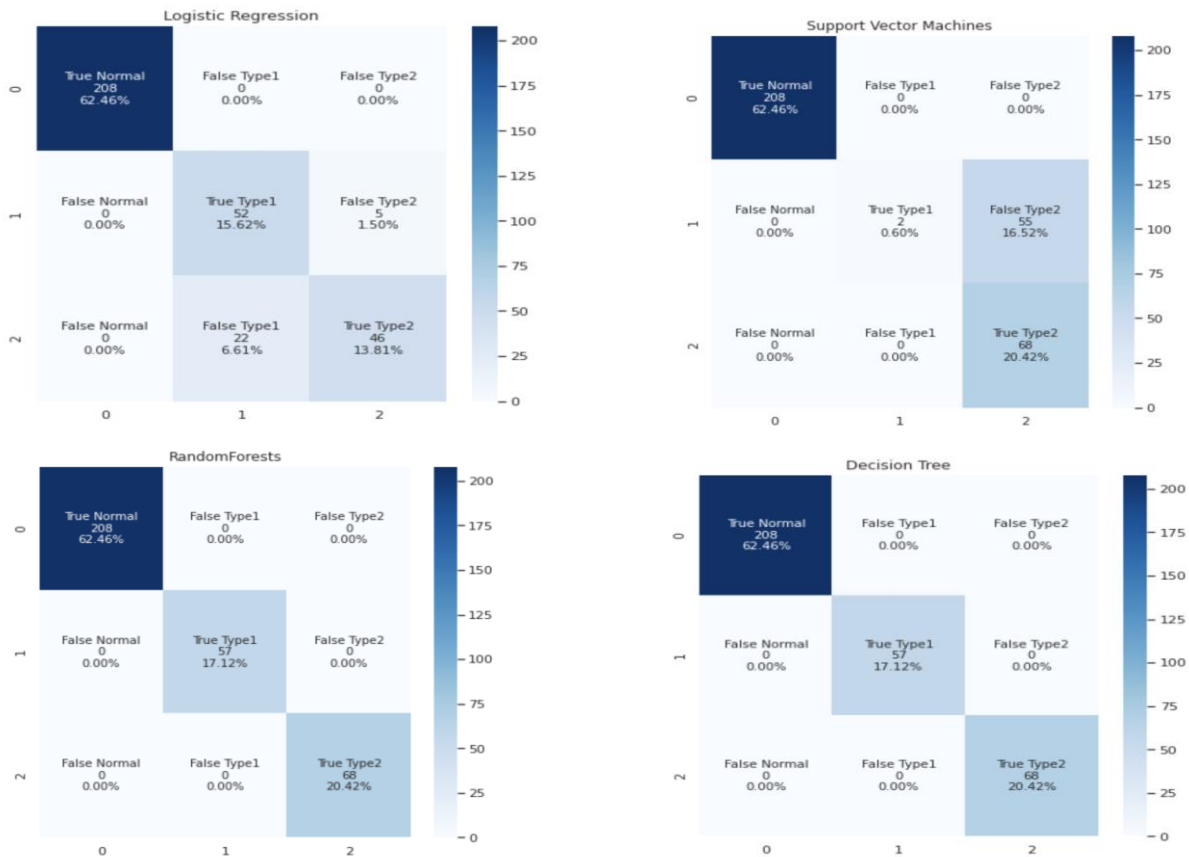 Logistic Regression
0
True Normal
208
62.46%
False Type1
0
0.00%
False Type2
0
0.00%
1
False Normal
0
0.00%
True Type1
52
15.62%
False Type2
5
1.50%
2
False Normal
0
0.00%
False Type1
22
6.61%
True Type2
46
13.81%
0 1 2
200
175
150
125
100
75
50
25
0
Support Vector Machines
0
True Normal
208
62.46%
False Type1
0
0.00%
False Type2
0
0.00%
1
False Normal
0
0.00%
True Type1
2
0.60%
False Type2
55
16.52%
2
False Normal
0
0.00%
False Type1
0
0.00%
True Type2
68
20.42%
0 1 2
200
175
150
125
100
75
50
25
0
RandomForests
0
True Normal
208
62.46%
False Type1
0
0.00%
False Type2
0
0.00%
1
False Normal
0
0.00%
True Type1
57
17.12%
False Type2
0
0.00%
2
False Normal
0
0.00%
False Type1
0
0.00%
True Type2
68
20.42%
0 1 2
200
175
150
125
100
75
50
25
0
Decision Tree
0
True Normal
208
62.46%
False Type1
0
0.00%
False Type2
0
0.00%
1
False Normal
0
0.00%
True Type1
57
17.12%
False Type2
0
0.00%
2
False Normal
0
0.00%
False Type1
0
0.00%
True Type2
68
20.42%
0 1 2
200
175
150
125
100
75
50
25
0